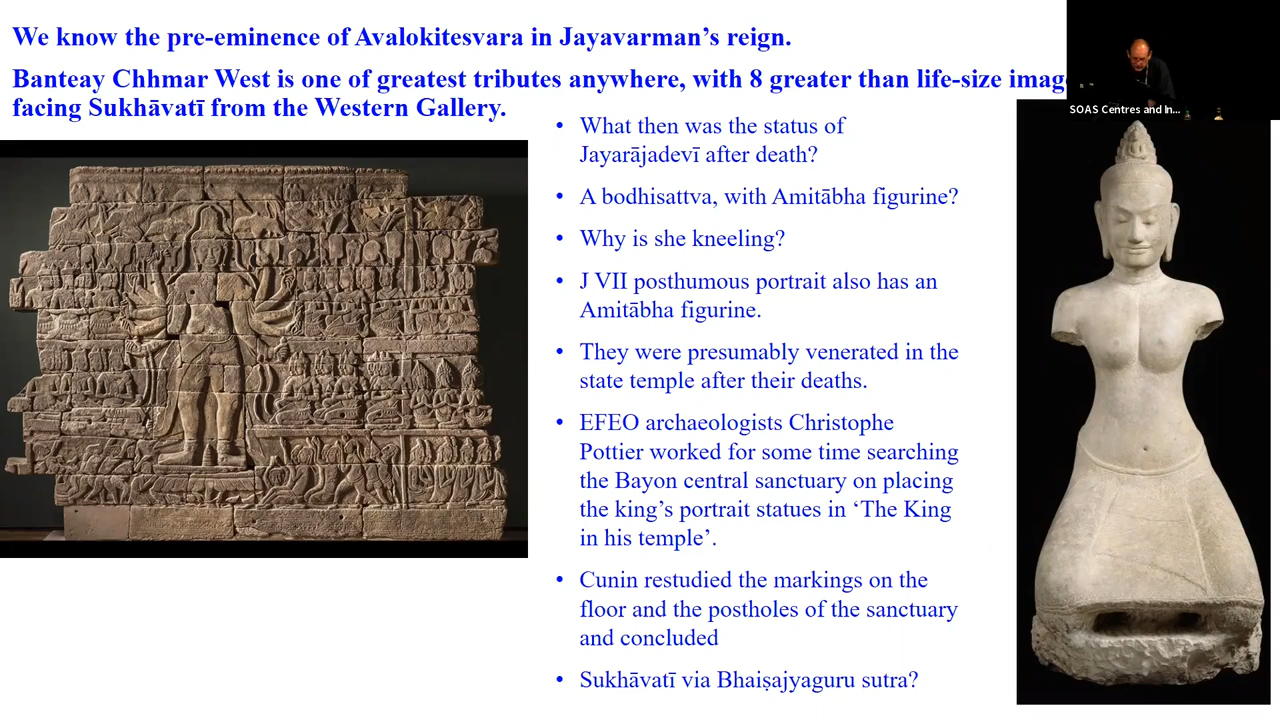 We know the pre-eminence of Avalokitesvara in Jayavarman's reign.
Banteay Chhmar West is one of greatest tributes anywhere, with 8 greater than life-size imag
facing Sukhāvatī from the Western Gallery.
SOAS Centres and In...
• What then was the status of
Jayarājadevī after death?
• A bodhisattva, with Amitābha figurine?
• Why is she kneeling?
• J VII posthumous portrait also has an
Amitābha figurine.
• They were presumably venerated in the
state temple after their deaths.
• EFEO archaeologists Christophe
Pottier worked for some time searching
the Bayon central sanctuary on placing
the king's portrait statues in ‘The King
in his temple’.
• Cunin restudied the markings on the
floor and the postholes of the sanctuary
and concluded
• Sukhāvatī via Bhaiṣajyaguru sutra?